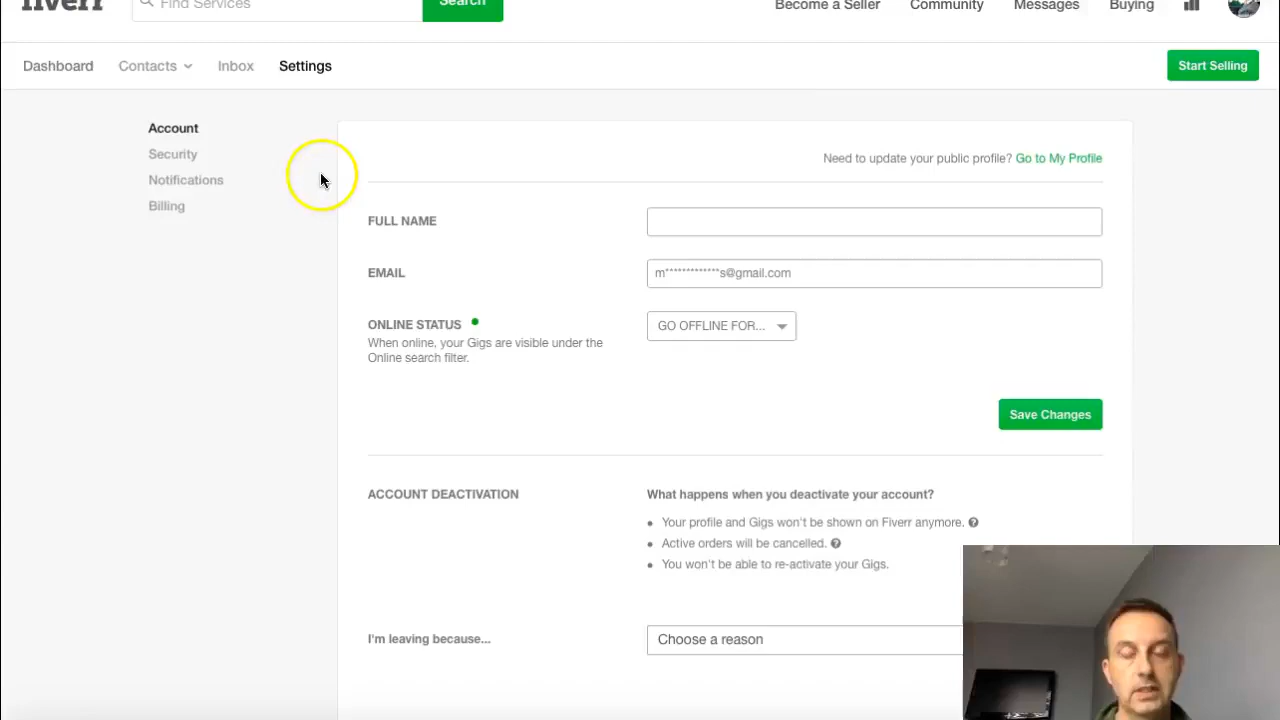 fiverr
Find Services
Search
Become a Seller
Community
Messages
Buying
Dashboard
Contacts
Inbox
Settings
Start Selling
Account
Security
Notifications
Billing
Need to update your public profile? Go to My Profile
FULL NAME
EMAIL
m*************s@gmail.com
ONLINE STATUS
When online, your Gigs are visible under the
Online search filter.
GO OFFLINE FOR...
Save Changes
ACCOUNT DEACTIVATION
What happens when you deactivate your account?
Your profile and Gigs won't be shown on Fiverr anymore.
Active orders will be cancelled.
You won't be able to re-activate your Gigs.
I'm leaving because...
Choose a reason